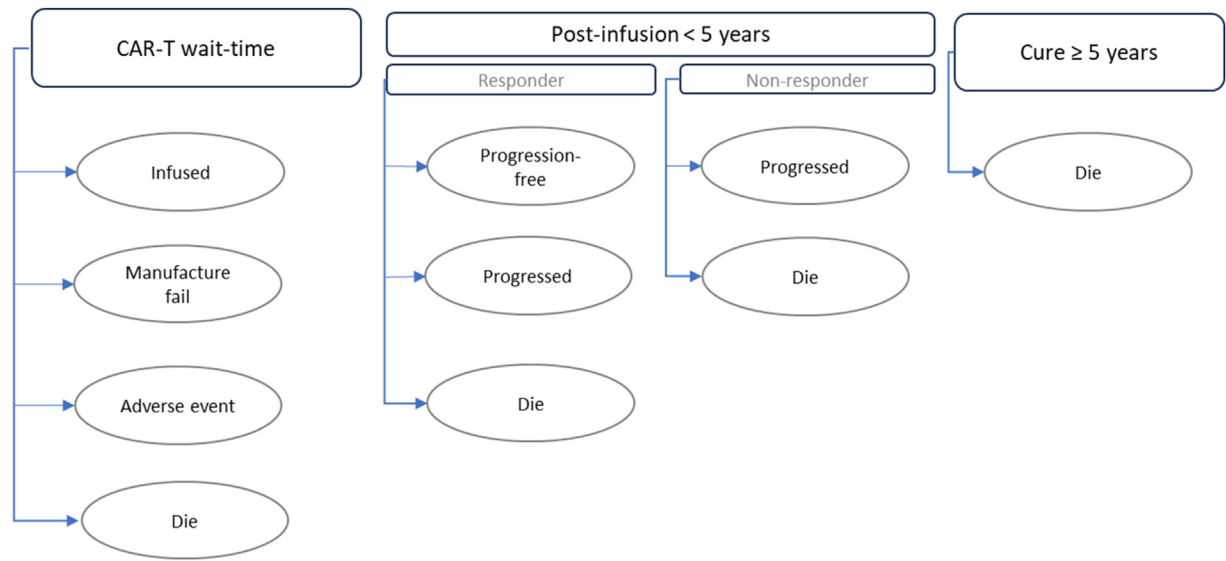 CAR-T wait-time
Infused
Manufacture
fail
Adverse event
Die
Post-infusion < 5 years
Responder
Progression-
free
Progressed
Die
Non-responder
Progressed
Die
Cure ≥ 5 years
Die